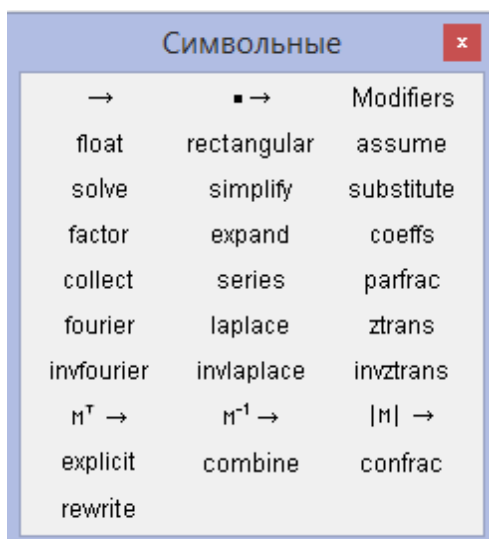 Символьные x
→ ▪ → Modifiers
float rectangular assume
solve simplify substitute
factor expand coeffs
collect series parfrac
fourier laplace ztrans
invfourier invlaplace invztrans
Mᵀ → M⁻¹ → |M| →
explicit combine confrac
rewrite